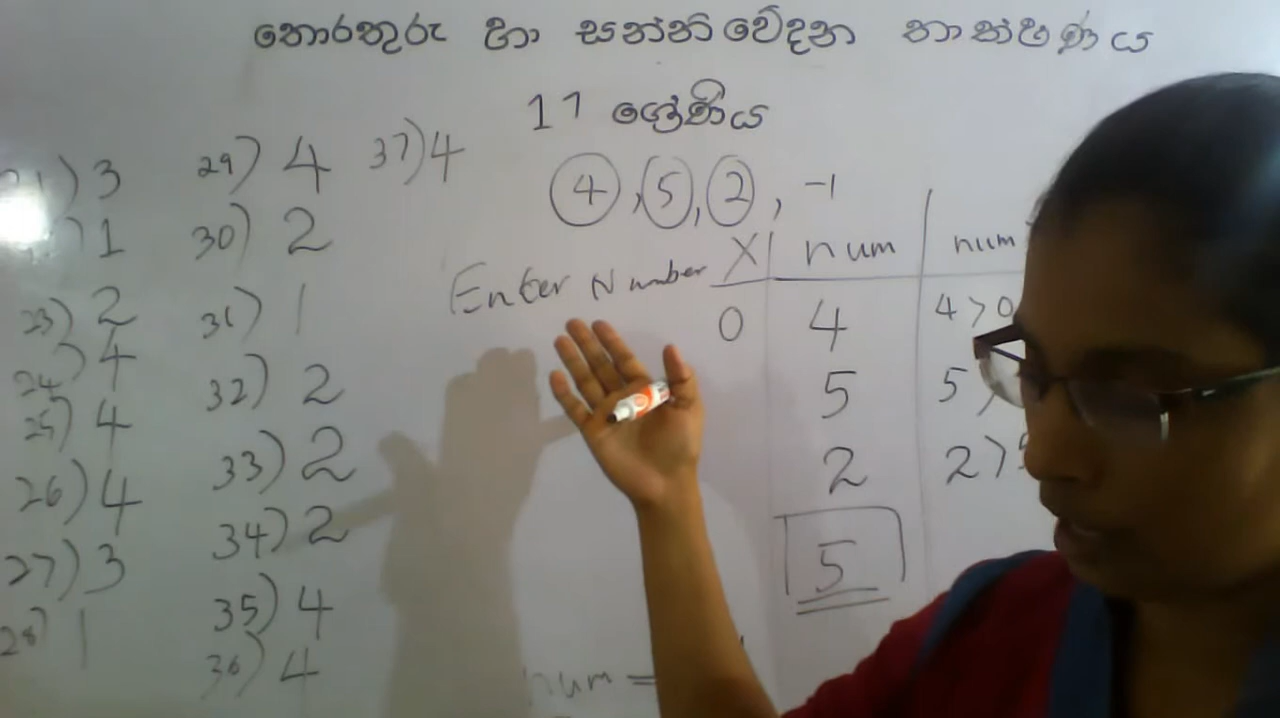 තොරතුරු හා සන්නිවේදන තාක්ෂණය
11 ශ්‍රේණිය
21) 3
) 1
23) 2
24) 4
25) 4
26) 4
27) 3
28) 1
29) 4
30) 2
31) 1
32) 2
33) 2
34) 2
35) 4
36) 4
37) 4
4, 5, 2, -1
Enter Number
X num num
0 4 4>0
5 5>
2 2>5
5
num =